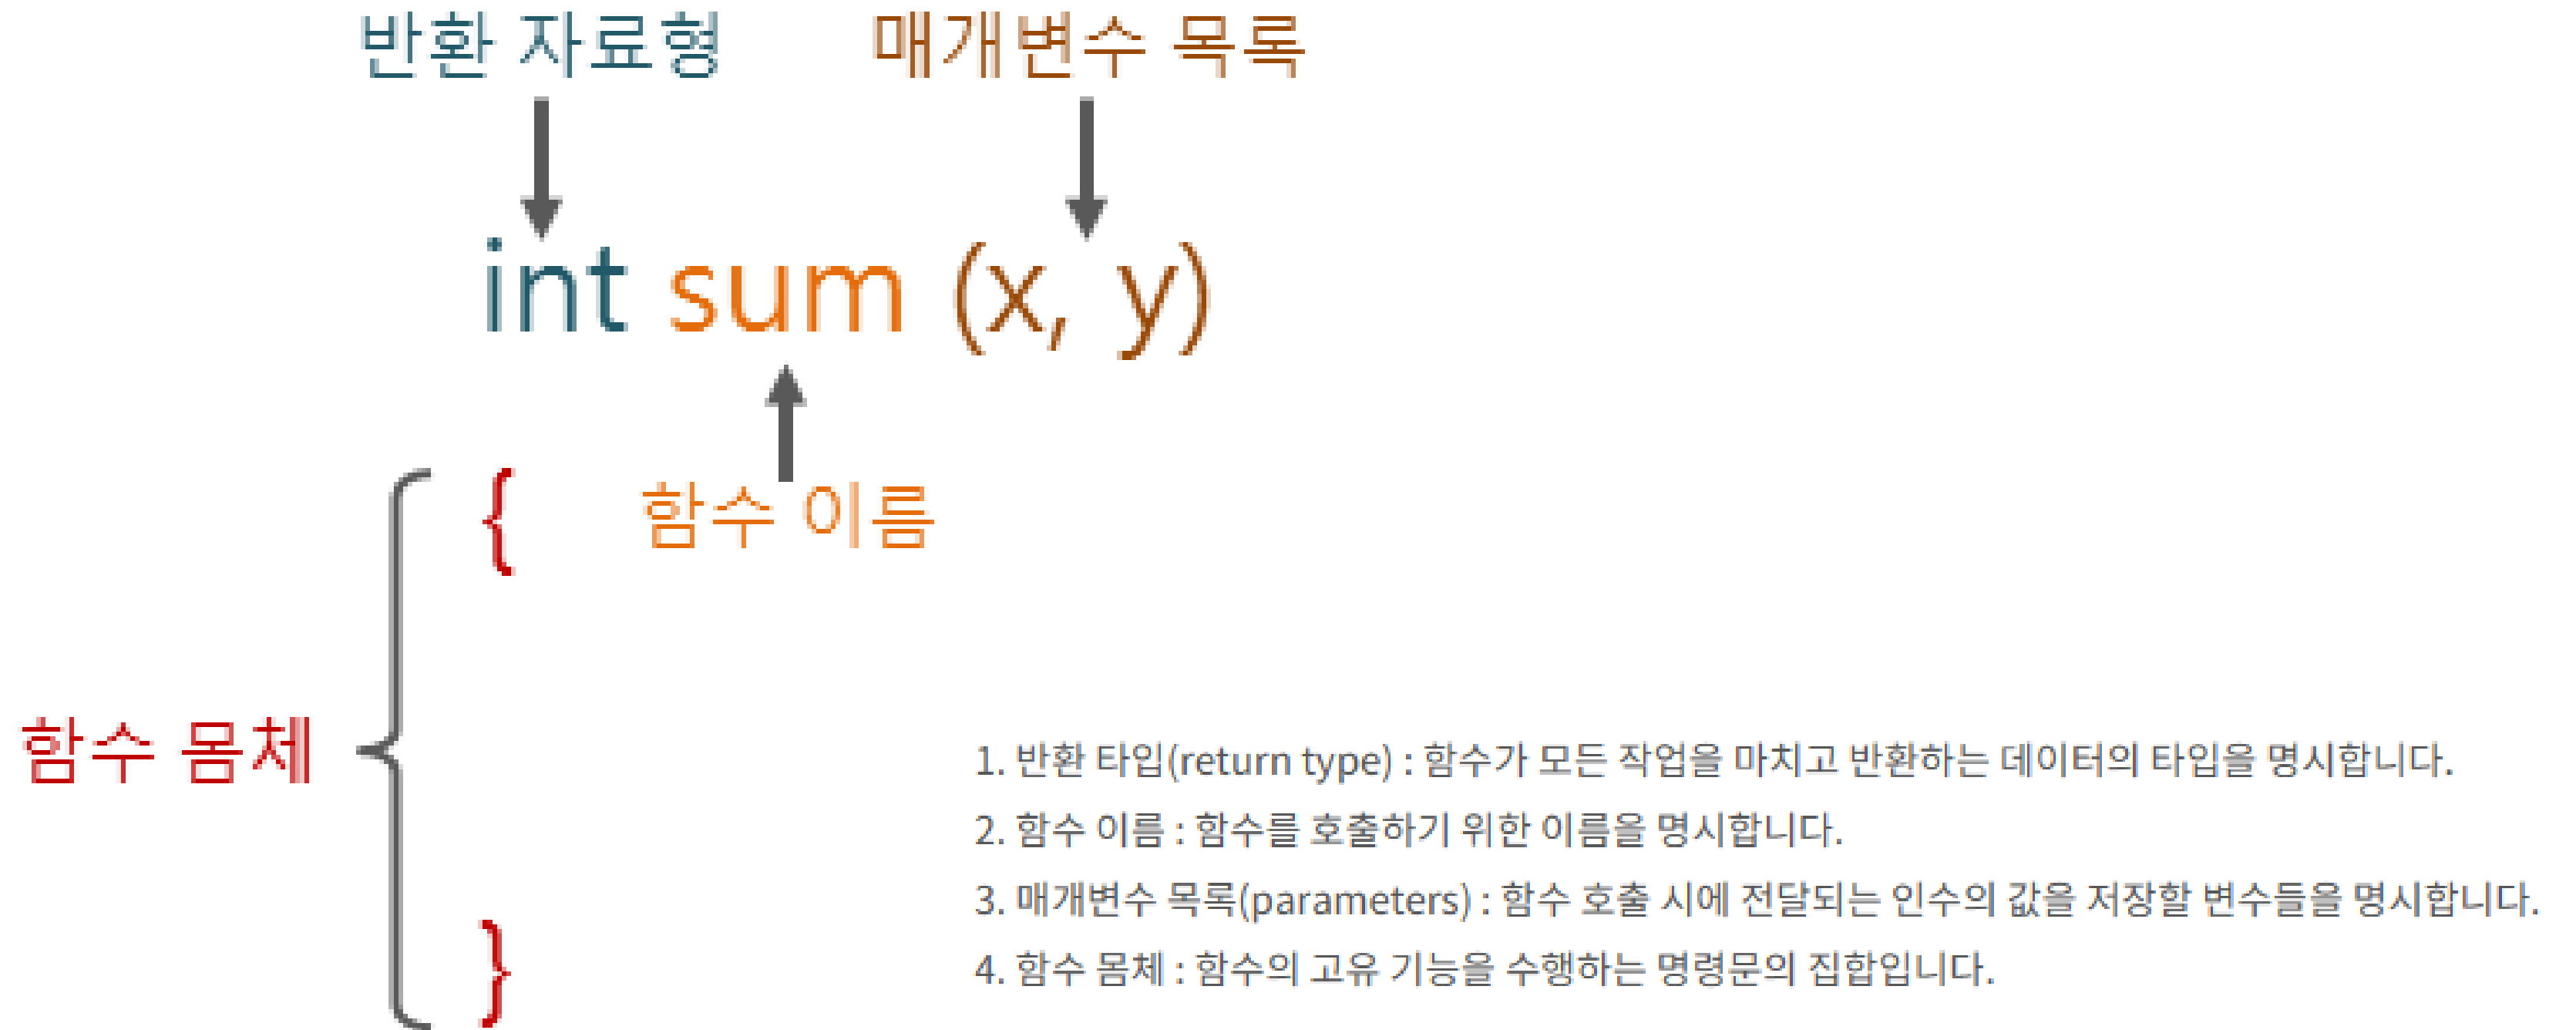 반환 자료형 매개변수 목록
int sum (x, y)
{ 함수 이름
함수 몸체
1. 반환 타입(return type) : 함수가 모든 작업을 마치고 반환하는 데이터의 타입을 명시합니다.
2. 함수 이름 : 함수를 호출하기 위한 이름을 명시합니다.
3. 매개변수 목록(parameters) : 함수 호출 시에 전달되는 인수의 값을 저장할 변수들을 명시합니다.
4. 함수 몸체 : 함수의 고유 기능을 수행하는 명령문의 집합입니다.
}